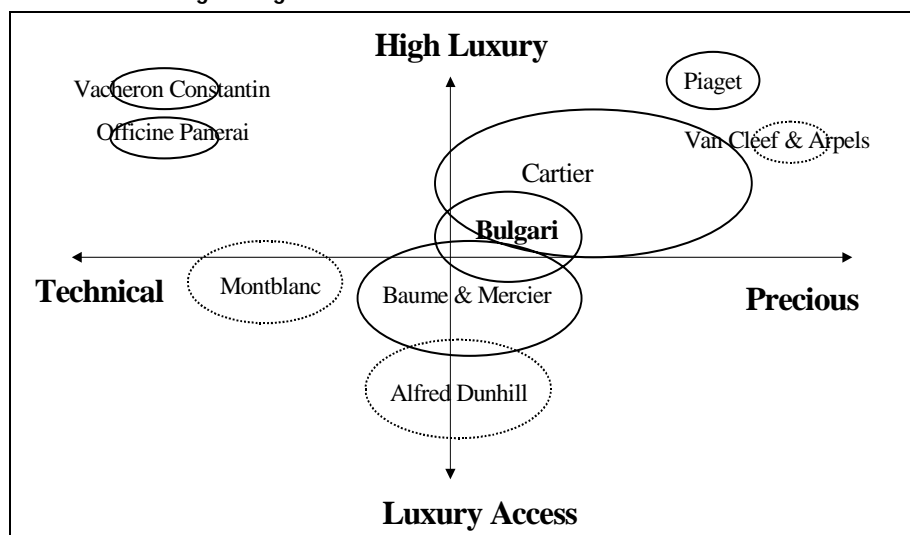 High Luxury
Vacheron Constantin
Piaget
Officine Panerai
Van Cleef & Arpels
Cartier
Bulgari
Technical
Montblanc
Baume & Mercier
Precious
Alfred Dunhill
Luxury Access